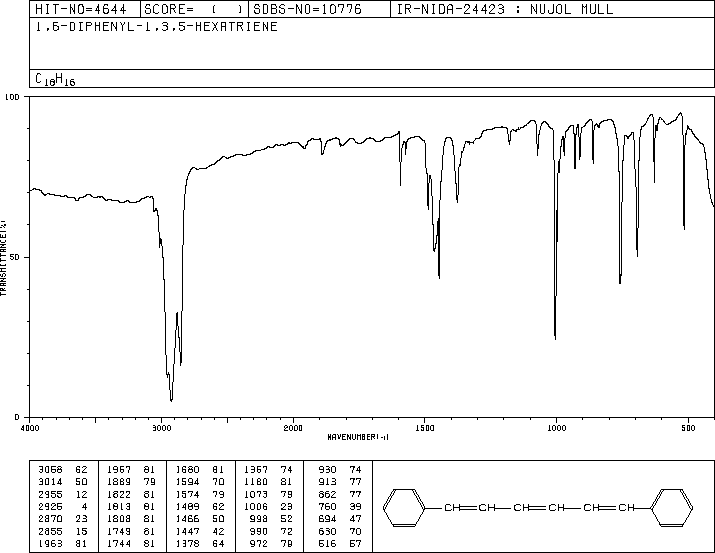 HIT-NO=4644 SCORE= ( ) SDBS-NO=10776 IR-NIDA-24423 : NUJOL MULL
1,6-DIPHENYL-1,3,5-HEXATRIENE
C18H16
100
50
0
TRANSMITTANCE(%)
4000 3000 2000 1500 1000 500
WAVENUMBER(-1)
3058 62 1957 81 1680 81 1367 74 930 74
3014 50 1889 79 1594 70 1180 81 913 77
2955 12 1822 81 1574 79 1073 79 862 77
2925 4 1813 81 1489 62 1006 23 760 39
2870 23 1808 81 1466 50 998 52 694 47
2855 15 1749 81 1447 42 990 72 630 70
1963 81 1744 81 1378 64 972 79 516 57
CH=CH-CH=CH-CH=CH